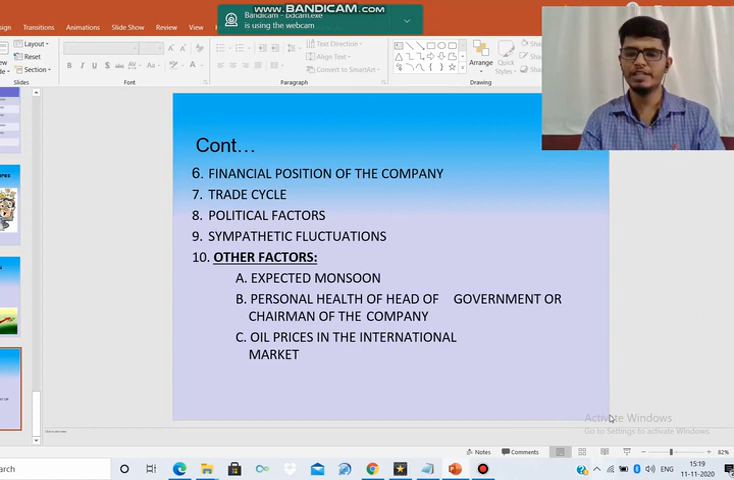 www.BANDICAM.com
Bandicam - bdcam.exe
is using the webcam
Transitions
Animations
Slide Show
Review
Layout
Reset
Section
Slides
Font
Paragraph
Text Direction
Align Text
Convert to SmartArt
Arrange
Quick
Styles
Drawing
Cont…
6. FINANCIAL POSITION OF THE COMPANY
7. TRADE CYCLE
8. POLITICAL FACTORS
9. SYMPATHETIC FLUCTUATIONS
10. OTHER FACTORS:
A. EXPECTED MONSOON
B. PERSONAL HEALTH OF HEAD OF GOVERNMENT OR
CHAIRMAN OF THE COMPANY
C. OIL PRICES IN THE INTERNATIONAL
MARKET
Activate Windows
Go to Settings to activate Windows.
Notes
Comments
82%
ENG
15:19
11-11-2020